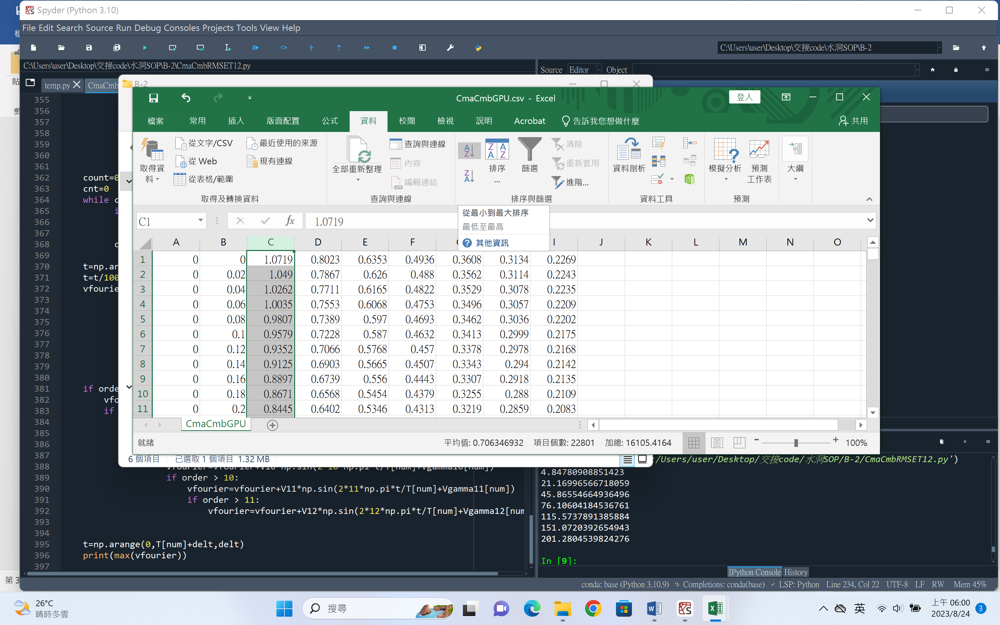 Spyder (Python 3.10)
File Edit Search Source Run Debug Consoles Projects Tools View Help
C:\Users\user\Desktop\交接code\水洞SOP\B-2
C:\Users\user\Desktop\交接code\水洞SOP\B-2\CmaCmbRMSET12.py
Source Editor Object
temp.py CmaCmb
B-2
CmaCmbGPU.csv - Excel
登入
檔案 常用 插入 版面配置 公式 資料 校閱 檢視 說明 Acrobat 告訴我您想做什麼 共用
取得資料
從文字/CSV
從 Web
從表格/範圍
最近使用的來源
現有連線
取得及轉換資料
全部重新整理
查詢與連線
內容
編輯連結
查詢與連線
排序...
篩選
清除
重新套用
進階...
排序與篩選
資料剖析
資料工具
模擬分析
預測
工作表
預測
大綱
從最小到最大排序
最低至最高
其他資訊
C1 fx 1.0719
A B C D E F I J K L M N O
1 0 0 1.0719 0.8023 0.6353 0.4936 0.3608 0.3134 0.2269
2 0 0.02 1.049 0.7867 0.626 0.488 0.3562 0.3114 0.2243
3 0 0.04 1.0262 0.7711 0.6165 0.4822 0.3529 0.3078 0.2235
4 0 0.06 1.0035 0.7553 0.6068 0.4753 0.3496 0.3057 0.2209
5 0 0.08 0.9807 0.7389 0.597 0.4693 0.3462 0.3036 0.2202
6 0 0.1 0.9579 0.7228 0.587 0.4632 0.3413 0.2999 0.2175
7 0 0.12 0.9352 0.7066 0.5768 0.457 0.3378 0.2978 0.2168
8 0 0.14 0.9125 0.6903 0.5665 0.4507 0.3343 0.294 0.2142
9 0 0.16 0.8897 0.6739 0.556 0.4443 0.3307 0.2918 0.2135
10 0 0.18 0.8671 0.6568 0.5454 0.4379 0.3255 0.288 0.2109
11 0 0.2 0.8445 0.6402 0.5346 0.4313 0.3219 0.2859 0.2083
CmaCmbGPU
就緒 平均值: 0.706346932 項目個數: 22801 加總: 16105.4164 100%
6 個項目 已選取 1 個項目 1.32 MB
355
356
357
358
359
360
361
362 count=0
363 cnt=0
364 while
365
366
367
368
369
370 t=np.ar
371 t=t/100
372 vfourie
373
374
375
376
377
378
379
380
381 if orde
382 vfo
383 if
384
385
386
387
388 vfourier=vfourier+V10*np.sin(2*10*np.pi*t/T[num]+Vgamma10[num])
389 if order > 10:
390 vfourier=vfourier+V11*np.sin(2*11*np.pi*t/T[num]+Vgamma11[num])
391 if order > 11:
392 vfourier=vfourier+V12*np.sin(2*12*np.pi*t/T[num]+Vgamma12[num
393
394
395 t=np.arange(0,T[num]+delt,delt)
396 print(max(vfourier))
397
/Users/user/Desktop/交接code/水洞SOP/B-2/CmaCmbRMSET12.py')
4.84780908851423
21.16996566718059
45.86554664936496
76.10604184536761
115.5737891385884
151.0720392654943
201.2804539824276
In [9]:
IPython Console History
conda: base (Python 3.10.9) Completions: conda(base) LSP: Python Line 234, Col 22 UTF-8 LF RW Mem 45%
貼
剪
第 3
26°C
晴時多雲
搜尋
英
上午 06:00
2023/8/24
3